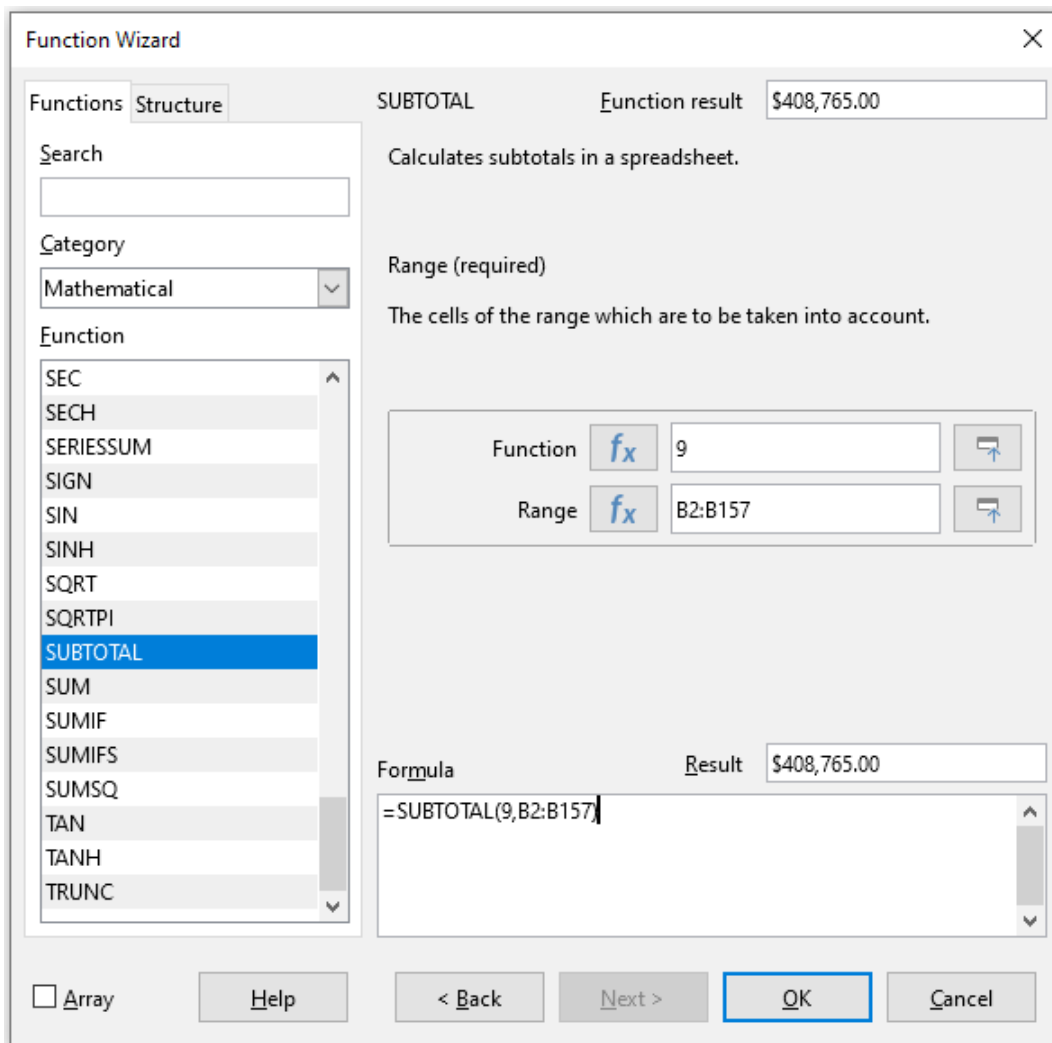 Function Wizard
Functions Structure
Search
Category
Mathematical
Function
SEC
SECH
SERIESSUM
SIGN
SIN
SINH
SQRT
SQRTPI
SUBTOTAL
SUM
SUMIF
SUMIFS
SUMSQ
TAN
TANH
TRUNC
SUBTOTAL Function result $408,765.00
Calculates subtotals in a spreadsheet.
Range (required)
The cells of the range which are to be taken into account.
Function fx 9
Range fx B2:B157
Formula Result $408,765.00
=SUBTOTAL(9,B2:B157)
Array Help < Back Next > OK Cancel